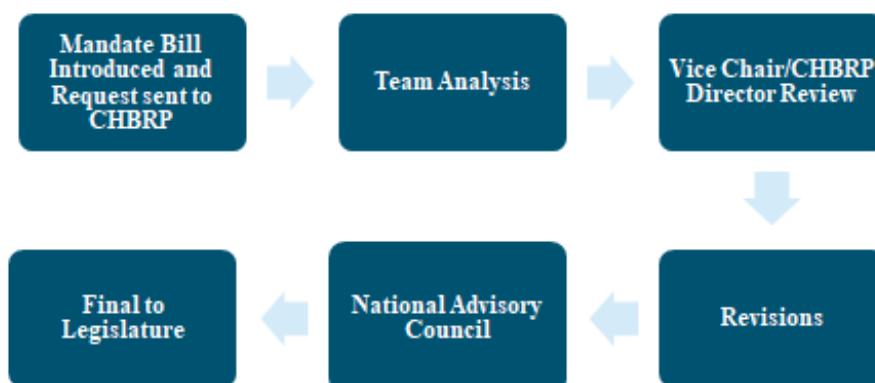 Mandate Bill
Introduced and
Request sent to
CHBRP
Team Analysis
Vice Chair/CHBRP
Director Review
Revisions
National Advisory
Council
Final to
Legislature